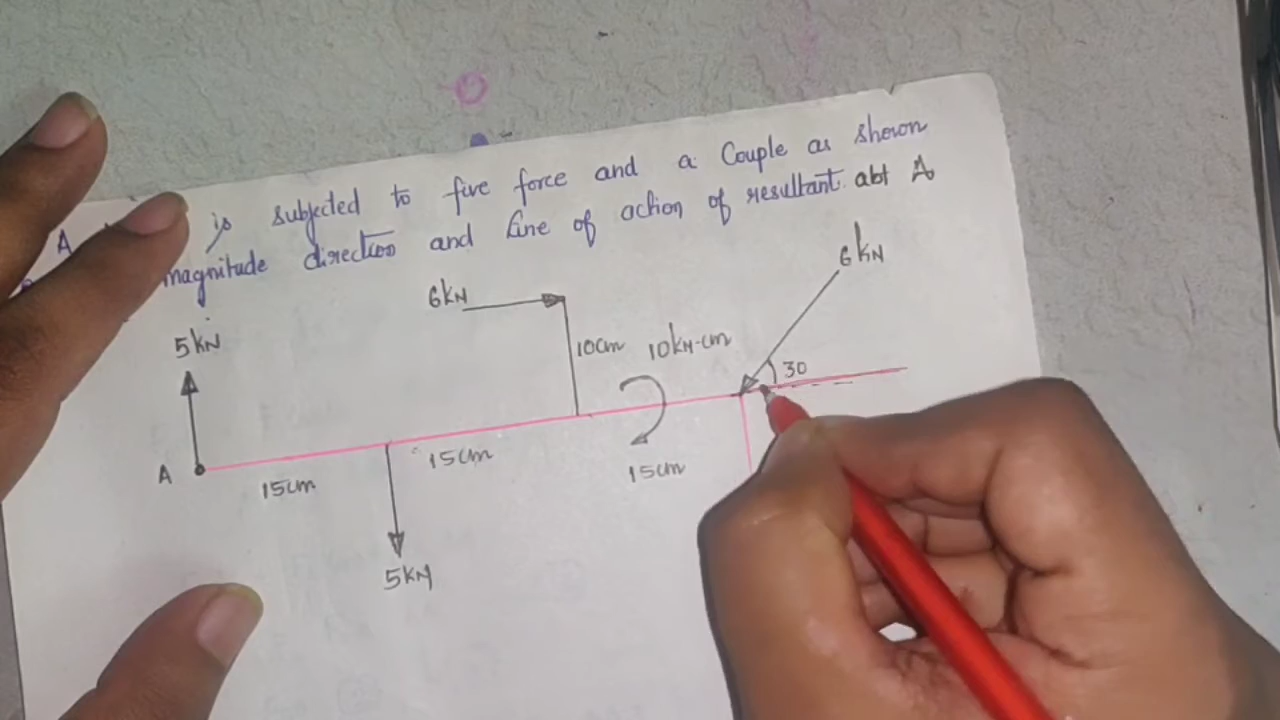 A is subjected to five force and a Couple as shown
magnitude direction and line of action of resultant. abt A
6kN
5kN
6kN
10cm
10kN-cm
30
A
15cm
15cm
15cm
5kN